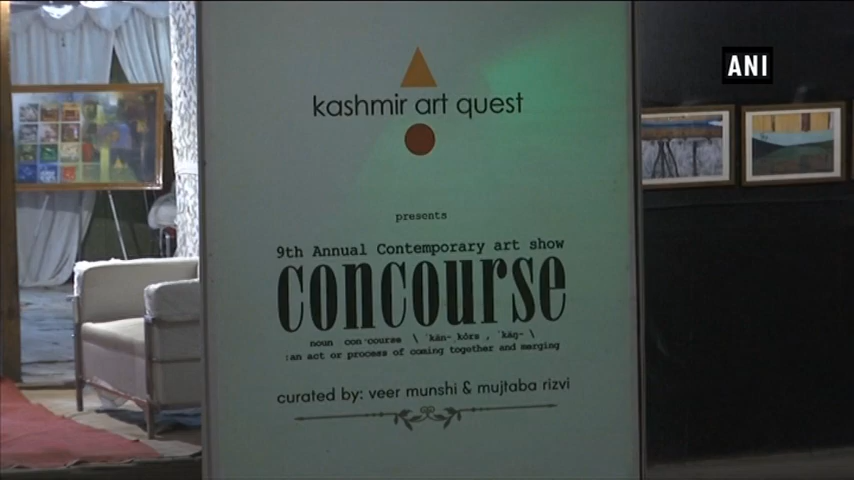 ANI
kashmir art quest
presents
9th Annual Contemporary art show
concourse
noun con·course \ ˈkän-ˌkȯrs , ˈkäŋ- \
:an act or process of coming together and merging
curated by: veer munshi & mujtaba rizvi